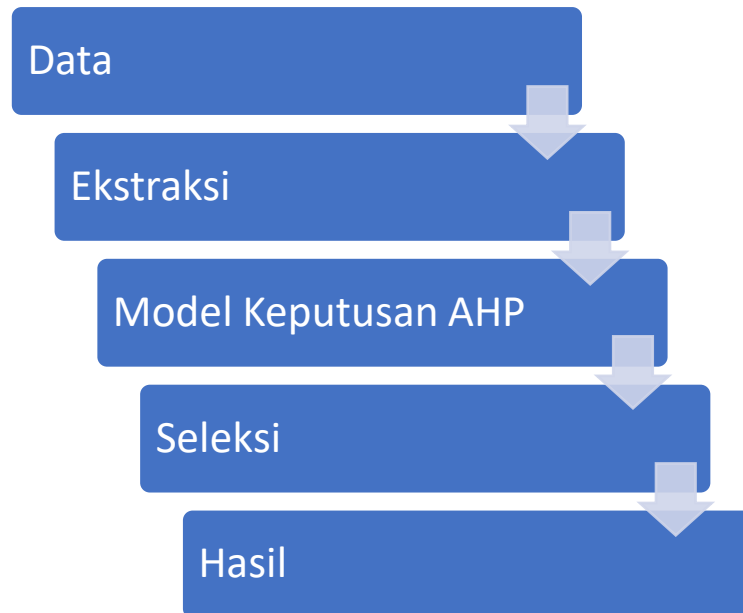 Data
Ekstraksi
Model Keputusan AHP
Seleksi
Hasil